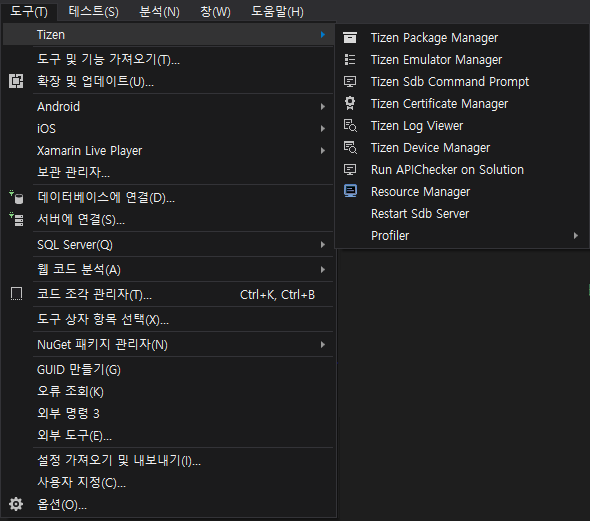 도구(T) 테스트(S) 분석(N) 창(W) 도움말(H)
Tizen
도구 및 기능 가져오기(T)...
확장 및 업데이트(U)...
Android
iOS
Xamarin Live Player
보관 관리자...
데이터베이스에 연결(D)...
서버에 연결(S)...
SQL Server(Q)
웹 코드 분석(A)
코드 조각 관리자(T)... Ctrl+K, Ctrl+B
도구 상자 항목 선택(X)...
NuGet 패키지 관리자(N)
GUID 만들기(G)
오류 조회(K)
외부 명령 3
외부 도구(E)...
설정 가져오기 및 내보내기(I)...
사용자 지정(C)...
옵션(O)...
Tizen Package Manager
Tizen Emulator Manager
Tizen Sdb Command Prompt
Tizen Certificate Manager
Tizen Log Viewer
Tizen Device Manager
Run APIChecker on Solution
Resource Manager
Restart Sdb Server
Profiler